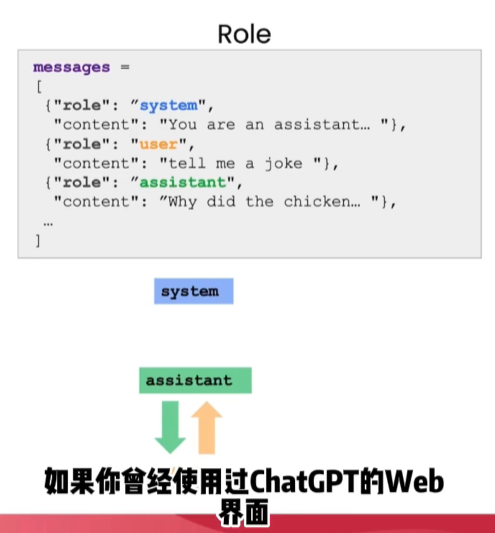 Role
messages =
[
{"role": "system",
"content": "You are an assistant… "},
{"role": "user",
"content": "tell me a joke "},
{"role": "assistant",
"content": "Why did the chicken… "},
…
]
system
assistant
如果你曾经使用过ChatGPT的Web
界面